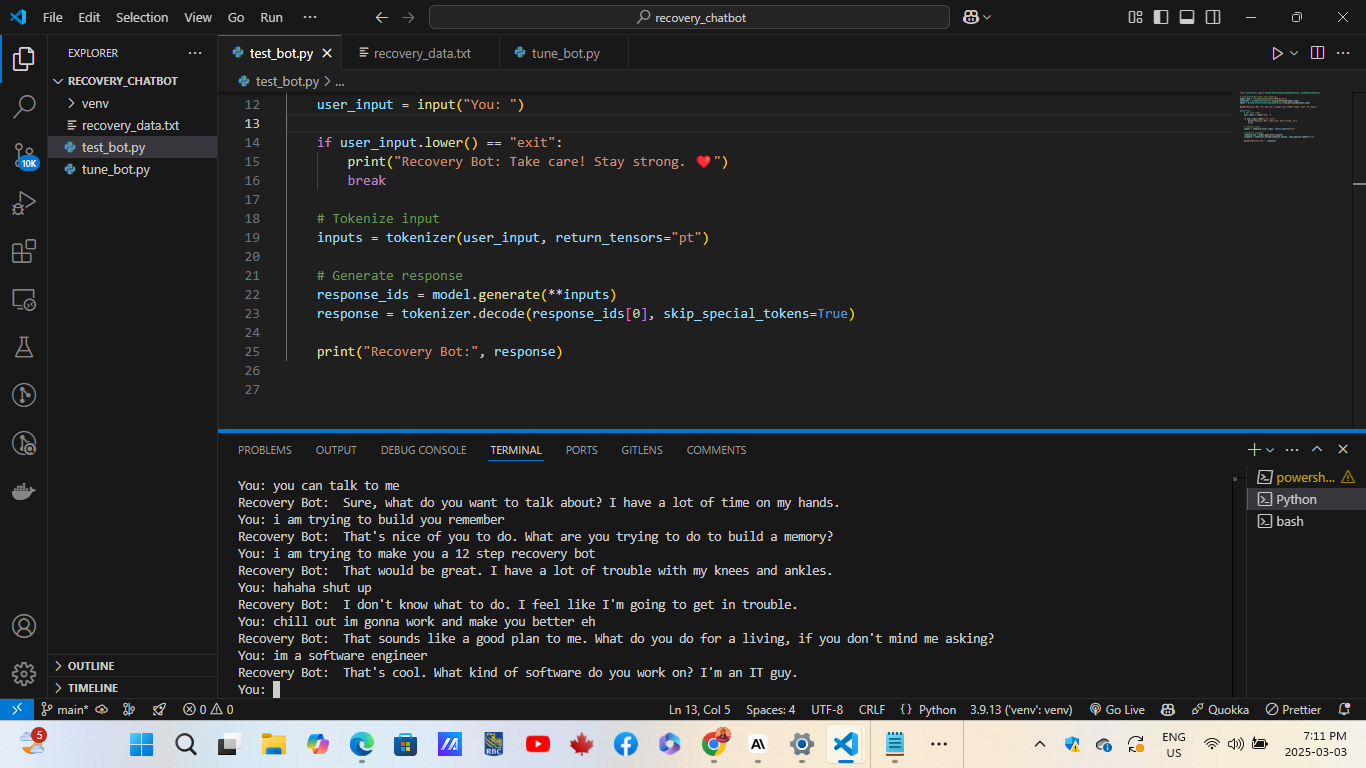 File Edit Selection View Go Run ··· recovery_chatbot
EXPLORER ···
RECOVERY_CHATBOT
venv
recovery_data.txt
test_bot.py
tune_bot.py
OUTLINE
TIMELINE
10K
test_bot.py recovery_data.txt tune_bot.py
test_bot.py > ...
12 user_input = input("You: ")
13
14 if user_input.lower() == "exit":
15 print("Recovery Bot: Take care! Stay strong. ❤️")
16 break
17
18 # Tokenize input
19 inputs = tokenizer(user_input, return_tensors="pt")
20
21 # Generate response
22 response_ids = model.generate(**inputs)
23 response = tokenizer.decode(response_ids[0], skip_special_tokens=True)
24
25 print("Recovery Bot:", response)
26
27
PROBLEMS OUTPUT DEBUG CONSOLE TERMINAL PORTS GITLENS COMMENTS
You: you can talk to me
Recovery Bot:  Sure, what do you want to talk about? I have a lot of time on my hands.
You: i am trying to build you remember
Recovery Bot:  That's nice of you to do. What are you trying to do to build a memory?
You: i am trying to make you a 12 step recovery bot
Recovery Bot:  That would be great. I have a lot of trouble with my knees and ankles.
You: hahaha shut up
Recovery Bot:  I don't know what to do. I feel like I'm going to get in trouble.
You: chill out im gonna work and make you better eh
Recovery Bot:  That sounds like a good plan to me. What do you do for a living, if you don't mind me asking?
You: im a software engineer
Recovery Bot:  That's cool. What kind of software do you work on? I'm an IT guy.
You:
powersh...
Python
bash
main* 0 0 Ln 13, Col 5 Spaces: 4 UTF-8 CRLF {} Python 3.9.13 ('venv': venv) Go Live Quokka Prettier
5
RBC
A\
ENG
US
7:11 PM
2025-03-03